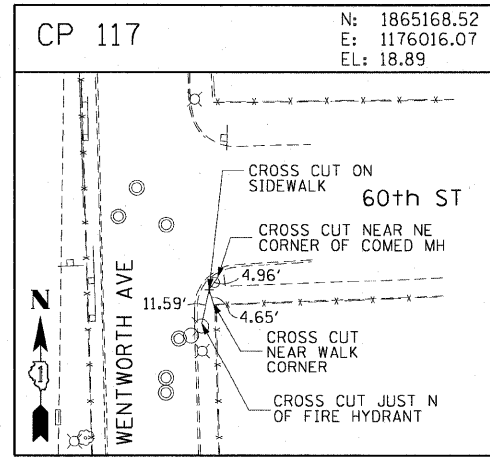 CP 117
N: 1865168.52
E: 1176016.07
EL: 18.89
CROSS CUT ON
SIDEWALK
60th ST
CROSS CUT NEAR NE
CORNER OF COMED MH
4.96'
11.59'
4.65'
CROSS CUT
NEAR WALK
CORNER
CROSS CUT JUST N
OF FIRE HYDRANT
WENTWORTH AVE
N